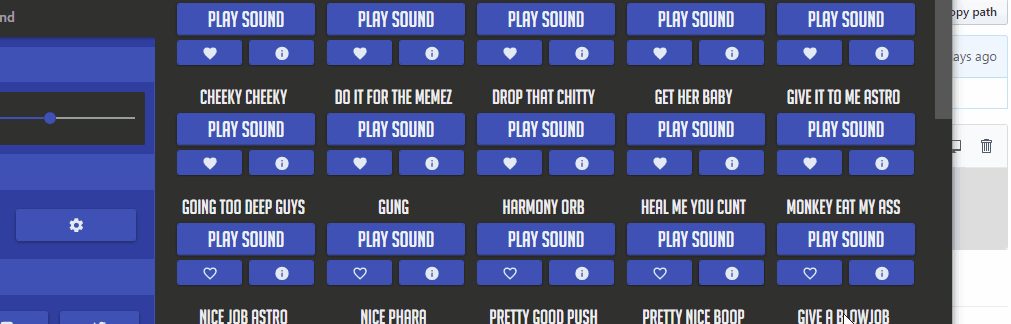 nd
PLAY SOUND PLAY SOUND PLAY SOUND PLAY SOUND PLAY SOUND
ppy path
ays ago
CHEEKY CHEEKY DO IT FOR THE MEMEZ DROP THAT CHITTY GET HER BABY GIVE IT TO ME ASTRO
PLAY SOUND PLAY SOUND PLAY SOUND PLAY SOUND PLAY SOUND
GOING TOO DEEP GUYS GUNG HARMONY ORB HEAL ME YOU CUNT MONKEY EAT MY ASS
PLAY SOUND PLAY SOUND PLAY SOUND PLAY SOUND PLAY SOUND
NICE JOB ASTRO NICE PHARA PRETTY GOOD PUSH PRETTY NICE BOOP GIVE A BLOWJOB